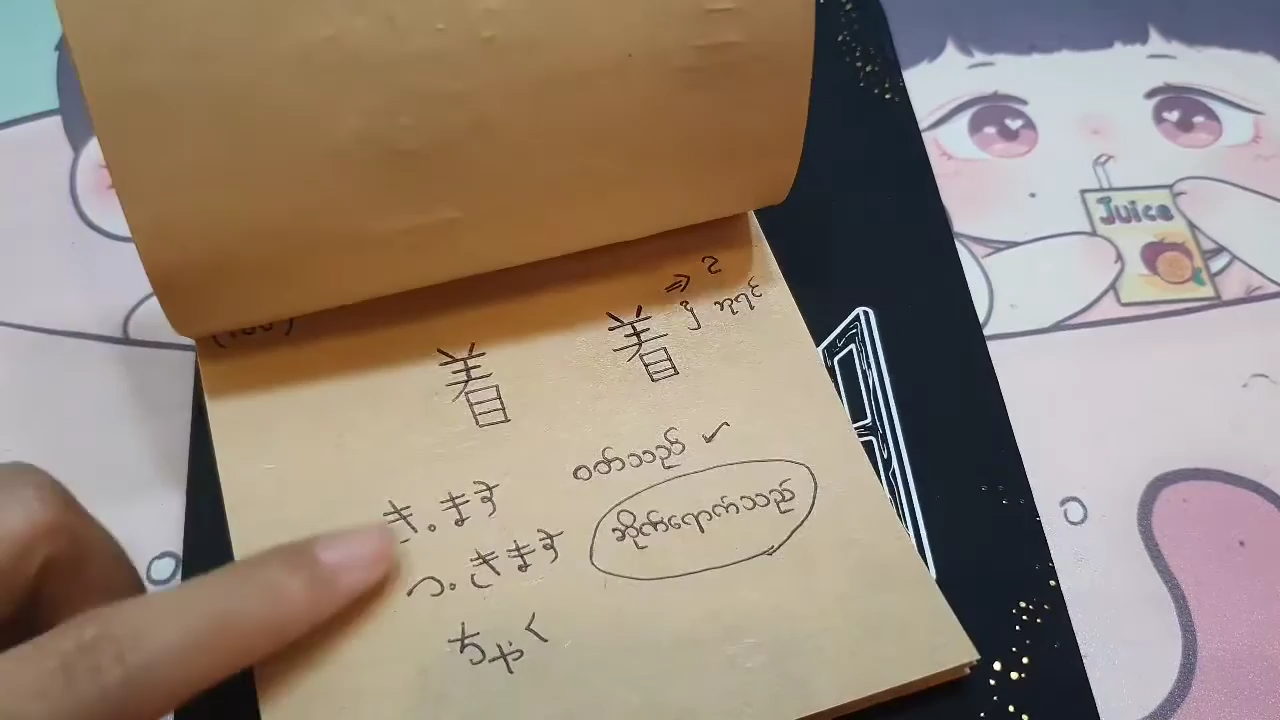 着
着
き.ます
つ.きます
ちゃく
ဝတ်သည် ✓
ဆိုက်ရောက်သည်
Juice